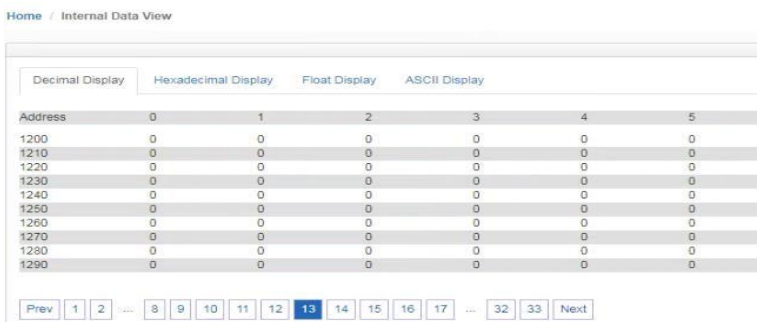 Home / Internal Data View
Decimal Display Hexadecimal Display Float Display ASCII Display
Address 0 1 2 3 4 5
1200 0 0 0 0 0 0
1210 0 0 0 0 0 0
1220 0 0 0 0 0 0
1230 0 0 0 0 0 0
1240 0 0 0 0 0 0
1250 0 0 0 0 0 0
1260 0 0 0 0 0 0
1270 0 0 0 0 0 0
1280 0 0 0 0 0 0
1290 0 0 0 0 0 0
Prev 1 2 ... 8 9 10 11 12 13 14 15 16 17 ... 32 33 Next